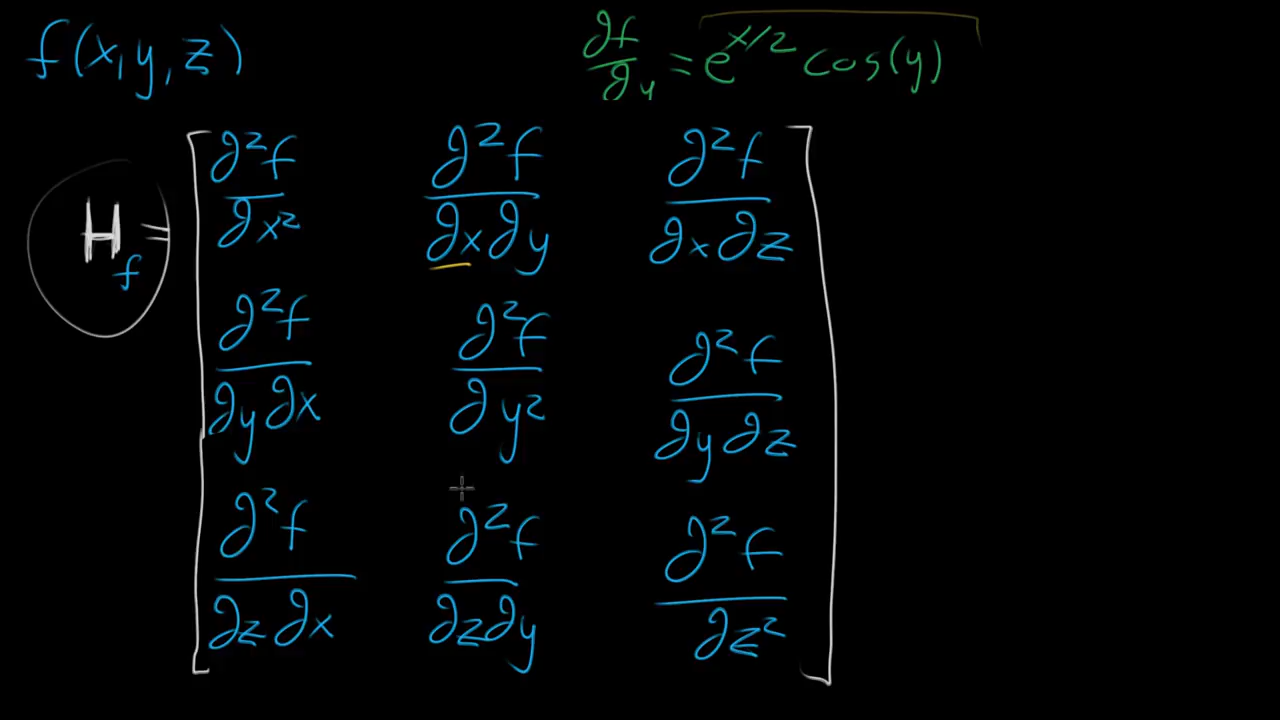 f(x,y,z) ∂f/∂y = e^{x/2} cos(y)
H_f = [ ∂²f/∂x² ∂²f/∂x∂y ∂²f/∂x∂z
∂²f/∂y∂x ∂²f/∂y² ∂²f/∂y∂z
∂²f/∂z∂x ∂²f/∂z∂y ∂²f/∂z² ]